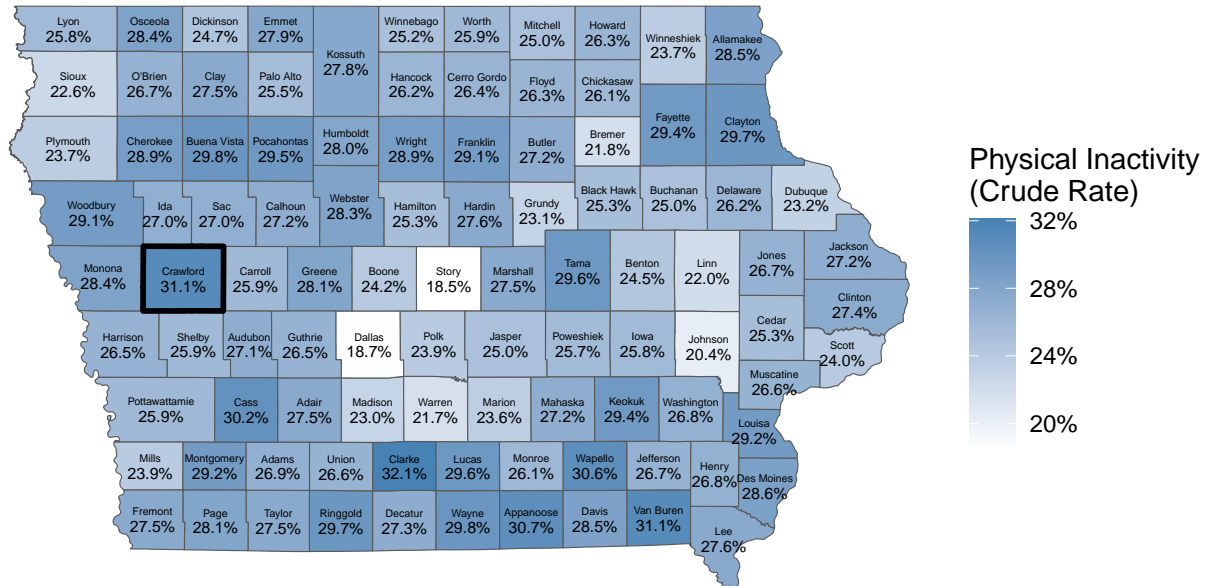 Lyon
25.8%
Osceola
28.4%
Dickinson
24.7%
Emmet
27.9%
Kossuth
27.8%
Winnebago
25.2%
Worth
25.9%
Mitchell
25.0%
Howard
26.3%
Winneshiek
23.7%
Allamakee
28.5%
Sioux
22.6%
O'Brien
26.7%
Clay
27.5%
Palo Alto
25.5%
Hancock
26.2%
Cerro Gordo
26.4%
Floyd
26.3%
Chickasaw
26.1%
Fayette
29.4%
Clayton
29.7%
Plymouth
23.7%
Cherokee
28.9%
Buena Vista
29.8%
Pocahontas
29.5%
Humboldt
28.0%
Wright
28.9%
Franklin
29.1%
Butler
27.2%
Bremer
21.8%
Woodbury
29.1%
Ida
27.0%
Sac
27.0%
Calhoun
27.2%
Webster
28.3%
Hamilton
25.3%
Hardin
27.6%
Grundy
23.1%
Black Hawk
25.3%
Buchanan
25.0%
Delaware
26.2%
Dubuque
23.2%
Monona
28.4%
Crawford
31.1%
Carroll
25.9%
Greene
28.1%
Boone
24.2%
Story
18.5%
Marshall
27.5%
Tama
29.6%
Benton
24.5%
Linn
22.0%
Jones
26.7%
Jackson
27.2%
Clinton
27.4%
Harrison
26.5%
Shelby
25.9%
Audubon
27.1%
Guthrie
26.5%
Dallas
18.7%
Polk
23.9%
Jasper
25.0%
Poweshiek
25.7%
Iowa
25.8%
Johnson
20.4%
Cedar
25.3%
Scott
24.0%
Muscatine
26.6%
Pottawattamie
25.9%
Cass
30.2%
Adair
27.5%
Madison
23.0%
Warren
21.7%
Marion
23.6%
Mahaska
27.2%
Keokuk
29.4%
Washington
26.8%
Louisa
29.2%
Mills
23.9%
Montgomery
29.2%
Adams
26.9%
Union
26.6%
Clarke
32.1%
Lucas
29.6%
Monroe
26.1%
Wapello
30.6%
Jefferson
26.7%
Henry
26.8%
Des Moines
28.6%
Fremont
27.5%
Page
28.1%
Taylor
27.5%
Ringgold
29.7%
Decatur
27.3%
Wayne
29.8%
Appanoose
30.7%
Davis
28.5%
Van Buren
31.1%
Lee
27.6%
Physical Inactivity
(Crude Rate)
32%
28%
24%
20%